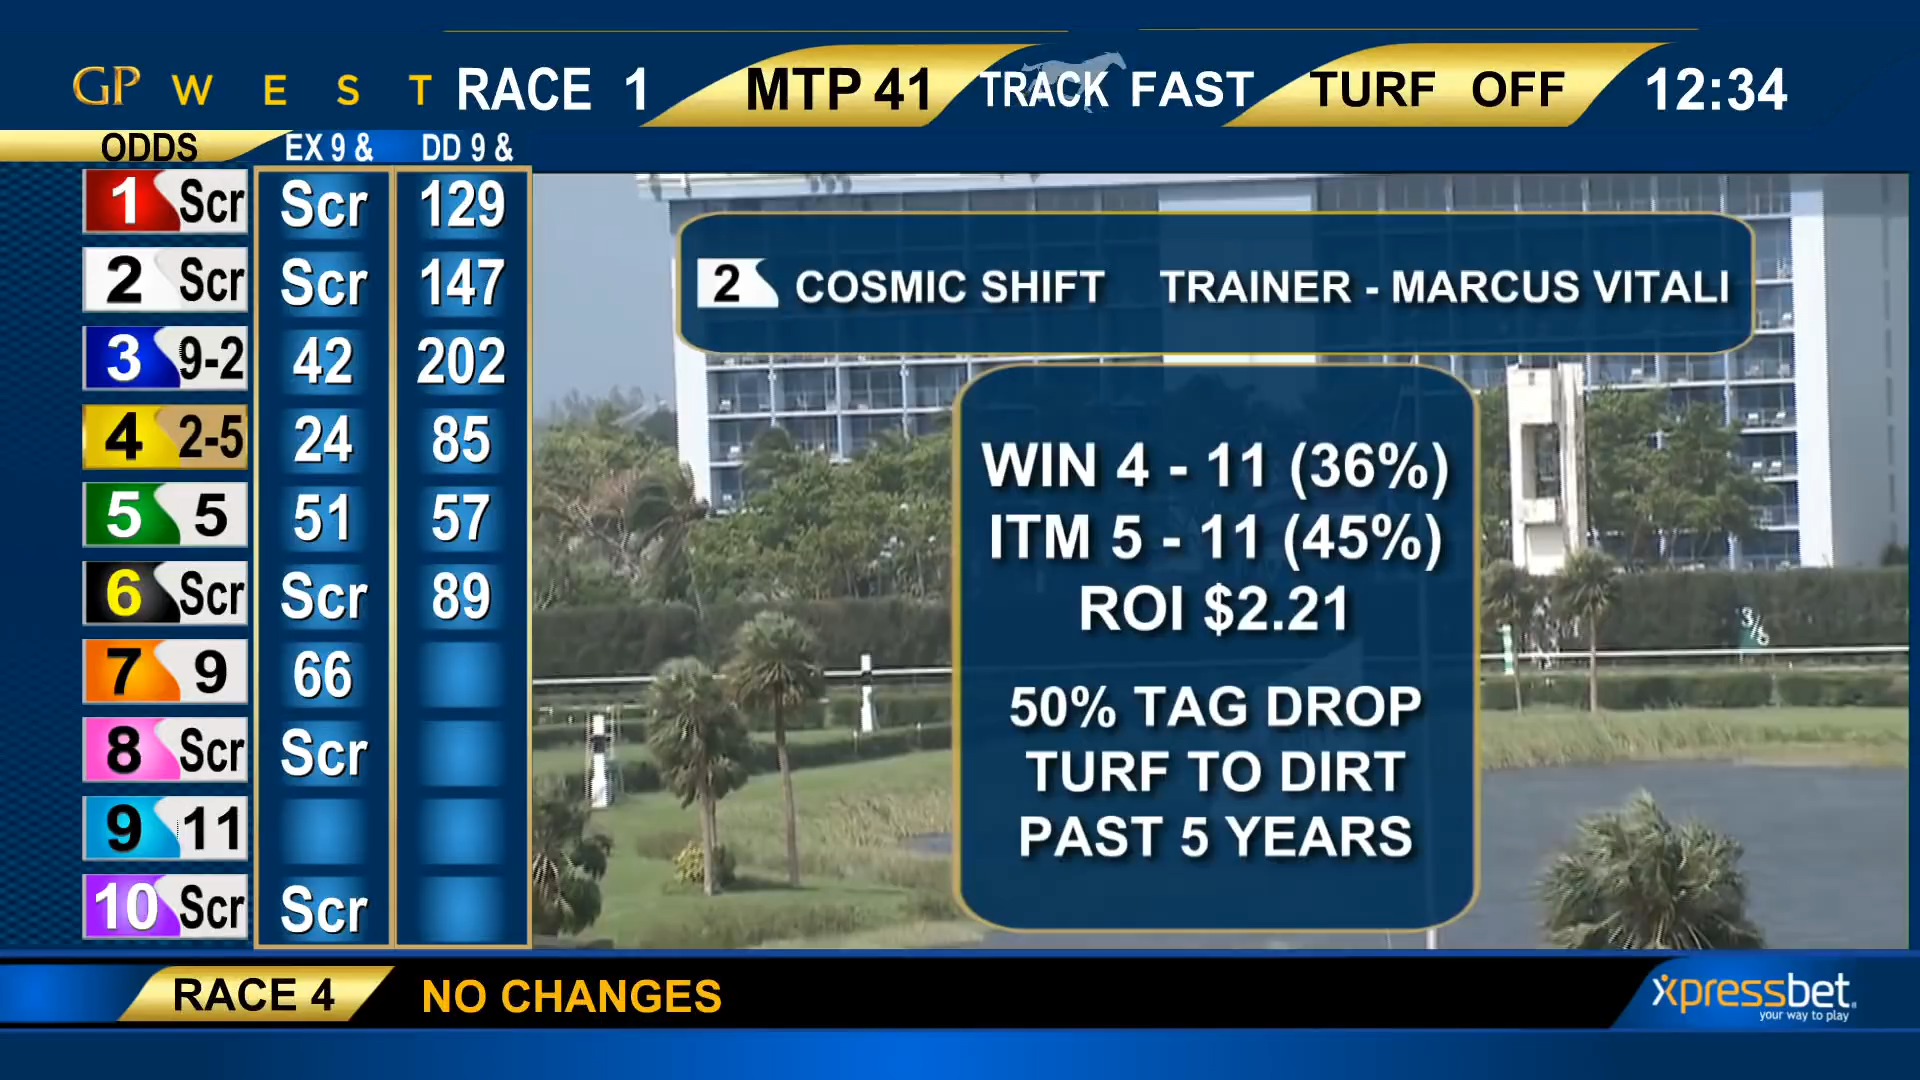 GP WEST RACE 1 MTP 41 TRACK FAST TURF OFF 12:34
ODDS EX 9 & DD 9 &
1 Scr Scr 129
2 Scr Scr 147
3 9-2 42 202
4 2-5 24 85
5 5 51 57
6 Scr Scr 89
7 9 66
8 Scr Scr
9 11
10 Scr Scr
2 COSMIC SHIFT TRAINER - MARCUS VITALI
WIN 4 - 11 (36%)
ITM 5 - 11 (45%)
ROI $2.21
50% TAG DROP
TURF TO DIRT
PAST 5 YEARS
3/8
RACE 4 NO CHANGES
xpressbet
your way to play